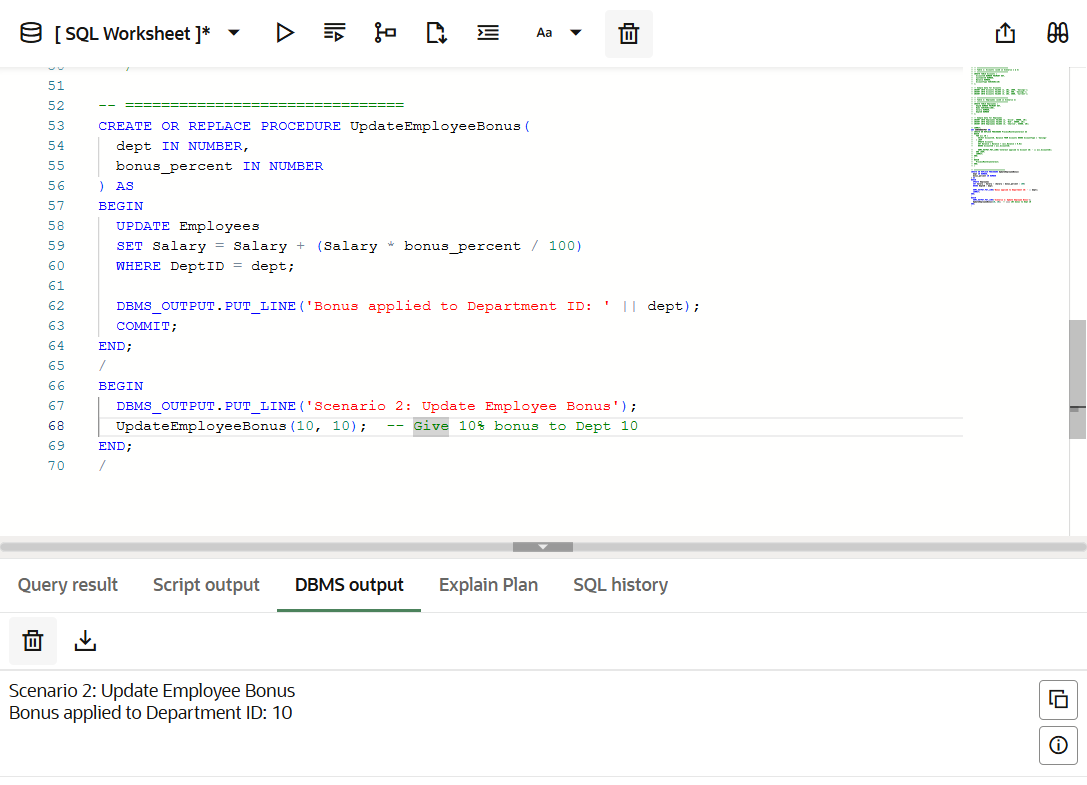 [ SQL Worksheet ]*
Aa
51
52 -- ===============================
53 CREATE OR REPLACE PROCEDURE UpdateEmployeeBonus(
54 dept IN NUMBER,
55 bonus_percent IN NUMBER
56 ) AS
57 BEGIN
58 UPDATE Employees
59 SET Salary = Salary + (Salary * bonus_percent / 100)
60 WHERE DeptID = dept;
61
62 DBMS_OUTPUT.PUT_LINE('Bonus applied to Department ID: ' || dept);
63 COMMIT;
64 END;
65 /
66 BEGIN
67 DBMS_OUTPUT.PUT_LINE('Scenario 2: Update Employee Bonus');
68 UpdateEmployeeBonus(10, 10); -- Give 10% bonus to Dept 10
69 END;
70 /
Query result Script output DBMS output Explain Plan SQL history
Scenario 2: Update Employee Bonus
Bonus applied to Department ID: 10